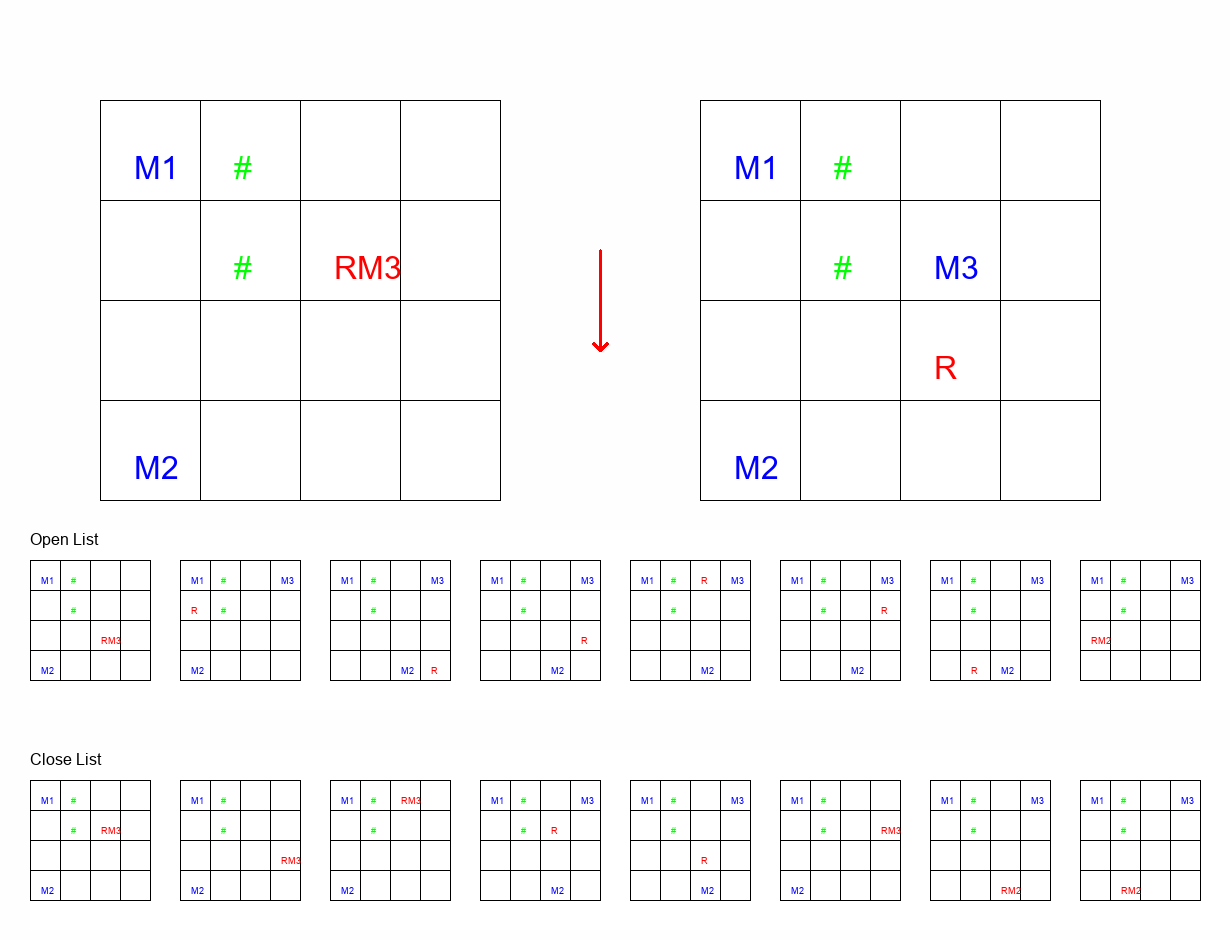 M1 # M1 #
# RM3 # M3
R
M2 M2
Open List
M1 # M1 # M3 M1 # M3 M1 # M3 M1 # R M3 M1 # M3 M1 # M3 M1 # M3
# R # # # # # R # #
RM3 R RM2
M2 M2 M2 R M2 M2 M2 R M2
Close List
M1 # M1 # M1 # RM3 M1 # M3 M1 # M3 M1 # M1 # M3 M1 # M3
# RM3 # # # R # # RM3 # #
RM3 R
M2 M2 M2 M2 M2 M2 RM2 RM2